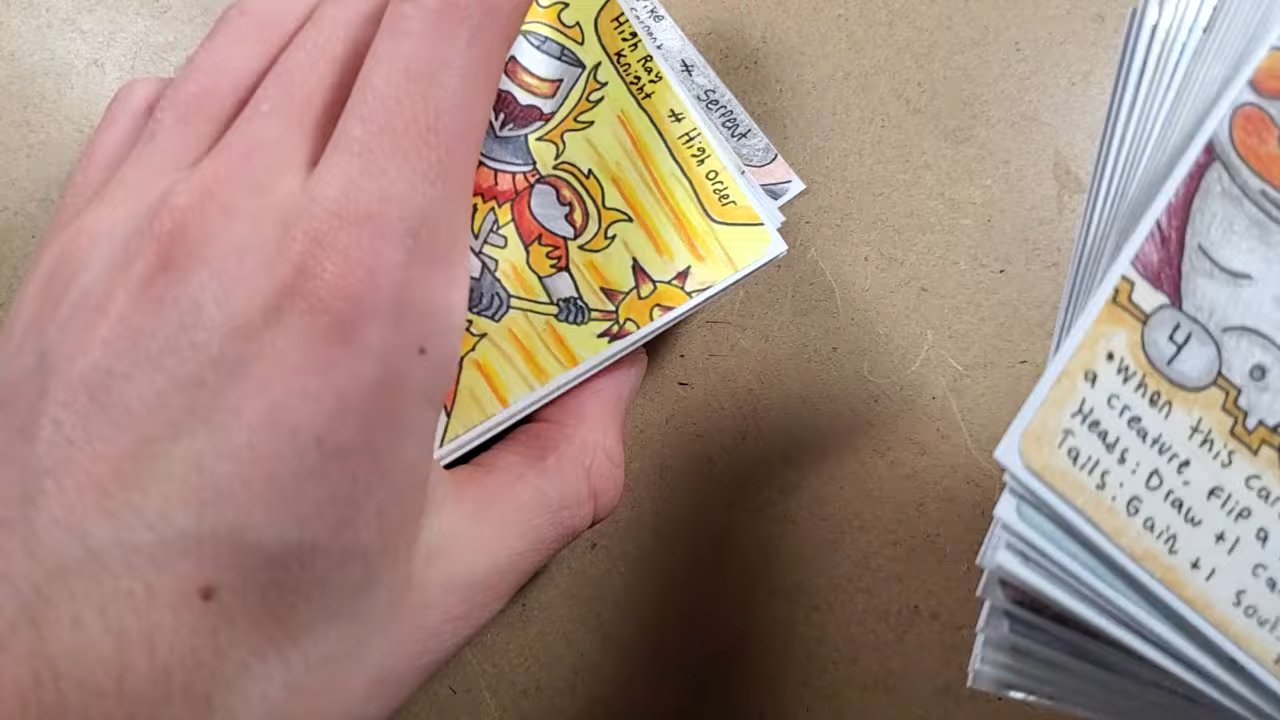 High Ray
Knight
# High Order
# Serpent
4
•When this
a creature, flip a
Heads: Draw +1
Tails: Gain +1 Soul